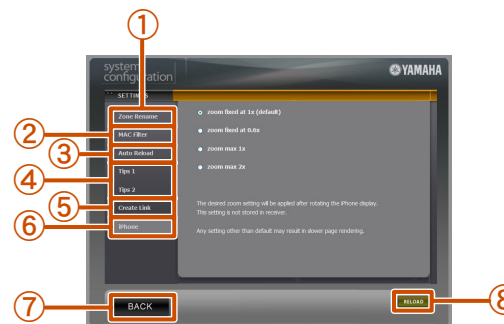 ①
system
configuration
YAMAHA
SETTINGS
Zone Rename
zoom fixed at 1x (default)
②
MAC Filter
zoom fixed at 0.6x
③
Auto Reload
zoom max 1x
④
Tips 1
zoom max 2x
Tips 2
⑤
Create Link
The desired zoom setting will be applied after rotating the iPhone display.
This setting is not stored in receiver.
⑥
iPhone
Any setting other than default may result in slower page rendering.
⑦
BACK
RELOAD
⑧